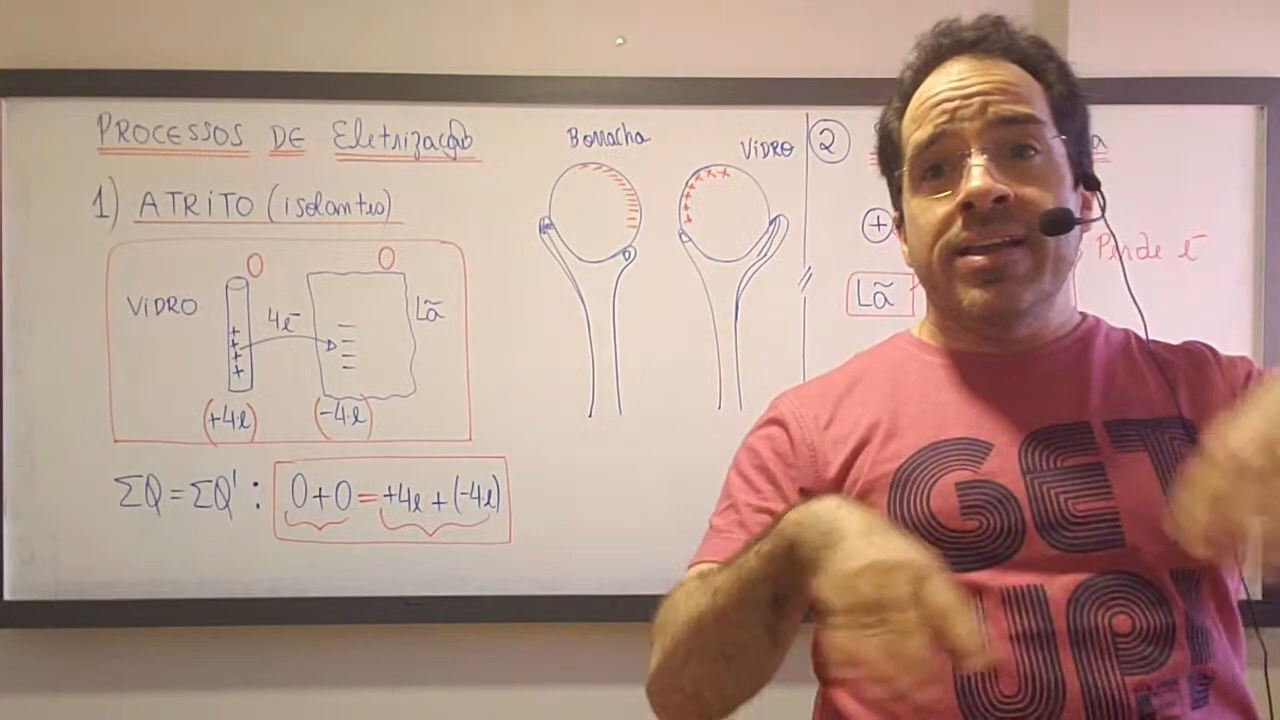 PROCESSOS DE Eletrização
1) ATRITO (isolantes)
0
0
VIDRO
4e⁻
Lã
+
+
+
+
(+4e)
(-4e)
ΣQ = ΣQ' : 0 + 0 = +4e + (-4e)
Borracha
VIDRO
2
+
Lã
Perde e⁻
GET
UP!